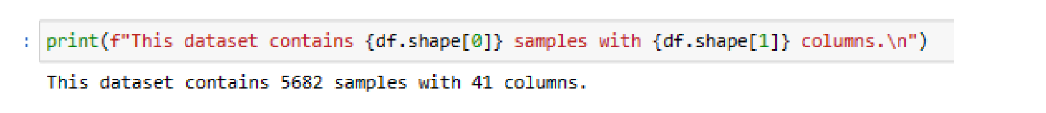 : print(f"This dataset contains {df.shape[0]} samples with {df.shape[1]} columns.\n")
This dataset contains 5682 samples with 41 columns.